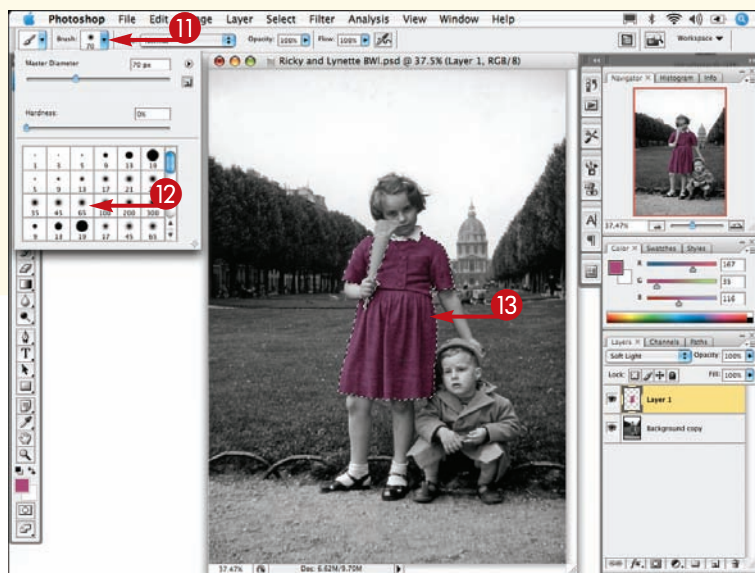 Photoshop File Edit Layer Select Filter Analysis View Window Help
11
Brush: 70 Opacity: 100% Flow: 100% Workspace
Master Diameter 70 px
Hardness: 0%
1 3 5 9 13 19
5 9 13 17 21
35 45 65 100 200 300
9 13 19 17 45 65
12
Ricky and Lynette BWl.psd @ 37.5% (Layer 1, RGB/8)
13
37.47% Doc: 6.62M/9.70M
Navigator × Histogram Info
37.47%
Color × Swatches Styles
R 167
G 35
B 116
Layers × Channels Paths
Soft Light Opacity: 100%
Lock: Fill: 100%
Layer 1
Background copy